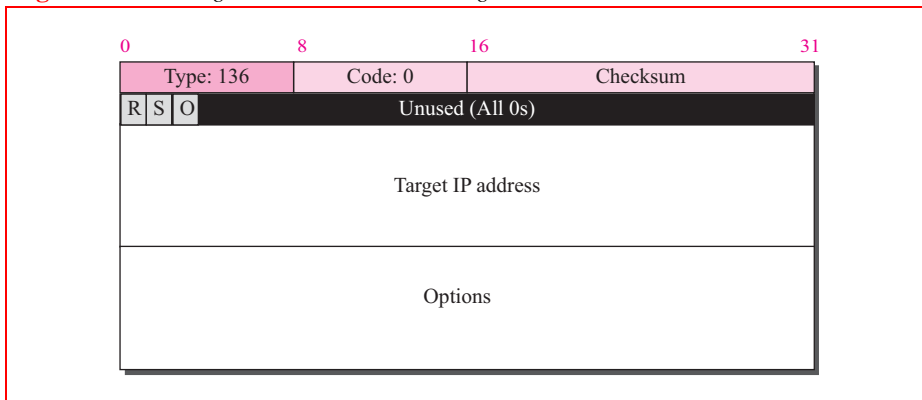 0 8 16 31
Type: 136 Code: 0 Checksum
R S O Unused (All 0s)
Target IP address
Options